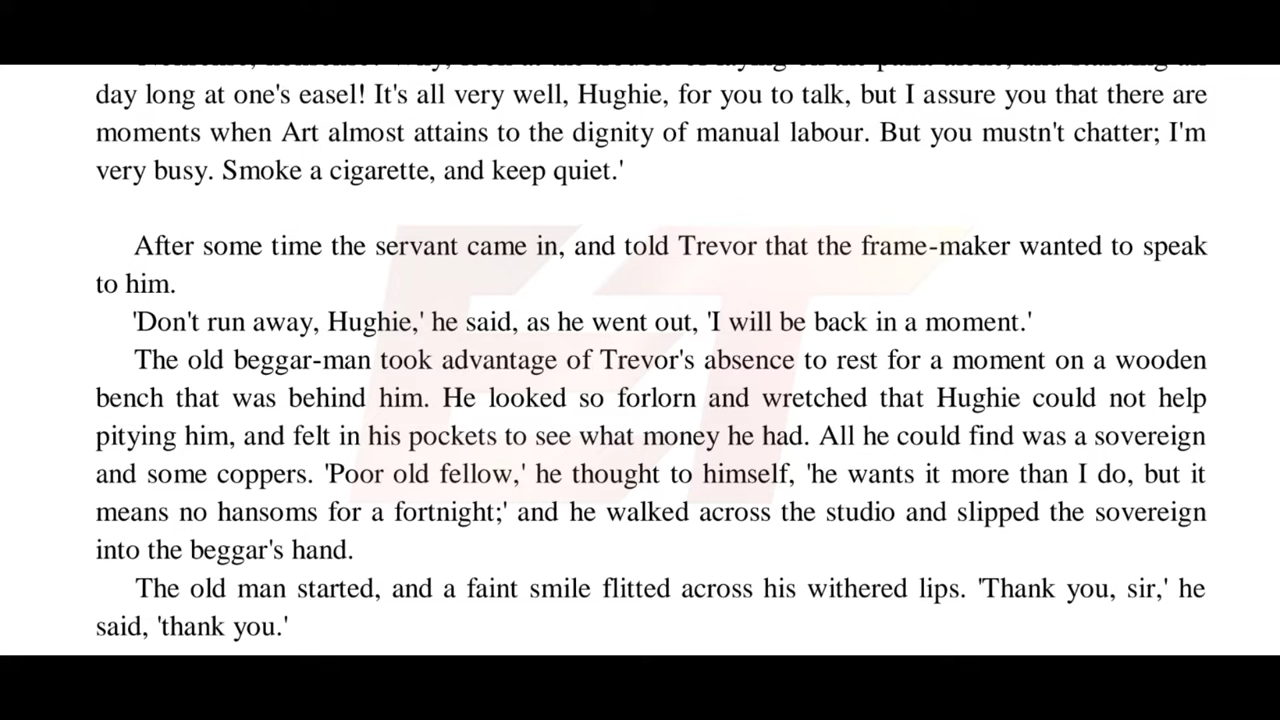 day long at one's easel! It's all very well, Hughie, for you to talk, but I assure you that there are
moments when Art almost attains to the dignity of manual labour. But you mustn't chatter; I'm
very busy. Smoke a cigarette, and keep quiet.'
After some time the servant came in, and told Trevor that the frame-maker wanted to speak
to him.
'Don't run away, Hughie,' he said, as he went out, 'I will be back in a moment.'
The old beggar-man took advantage of Trevor's absence to rest for a moment on a wooden
bench that was behind him. He looked so forlorn and wretched that Hughie could not help
pitying him, and felt in his pockets to see what money he had. All he could find was a sovereign
and some coppers. 'Poor old fellow,' he thought to himself, 'he wants it more than I do, but it
means no hansoms for a fortnight;' and he walked across the studio and slipped the sovereign
into the beggar's hand.
The old man started, and a faint smile flitted across his withered lips. 'Thank you, sir,' he
said, 'thank you.'